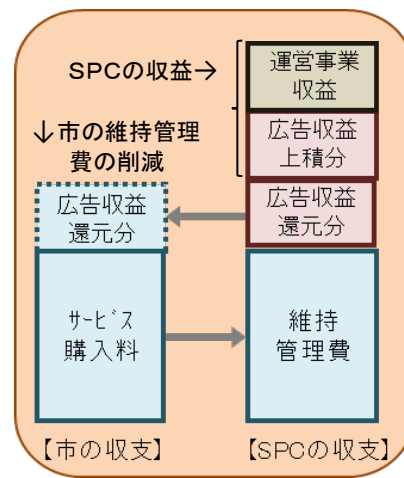 SPCの収益→
運営事業
収益
↓市の維持管理
費の削減
広告収益
上積分
広告収益
還元分
広告収益
還元分
ｻｰﾋﾞｽ
購入料
維持
管理費
【市の収支】
【SPCの収支】